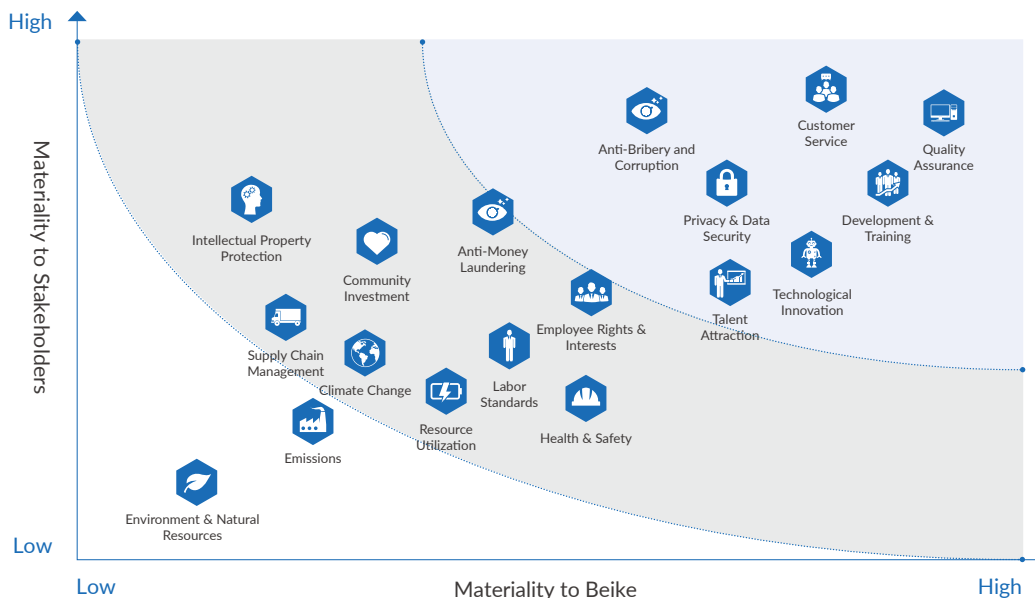 High
Materiality to Stakeholders
Customer
Service
Quality
Assurance
Anti-Bribery and
Corruption
Privacy & Data
Security
Development &
Training
Intellectual Property
Protection
Anti-Money
Laundering
Community
Investment
Technological
Innovation
Talent
Attraction
Employee Rights &
Interests
Supply Chain
Management
Climate Change
Labor
Standards
Resource
Utilization
Health & Safety
Emissions
Environment & Natural
Resources
Low
Low
Materiality to Beike
High